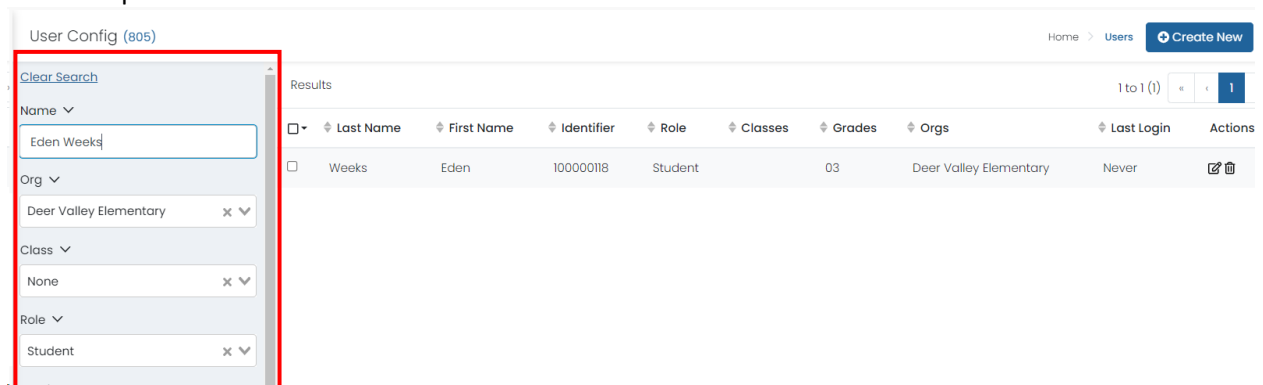 User Config (805)
Home > Users
Create New
Clear Search
Name
Eden Weeks
Org
Deer Valley Elementary
Class
None
Role
Student
Results
1 to 1 (1) « ‹ 1
Last Name First Name Identifier Role Classes Grades Orgs Last Login Actions
Weeks Eden 100000118 Student 03 Deer Valley Elementary Never